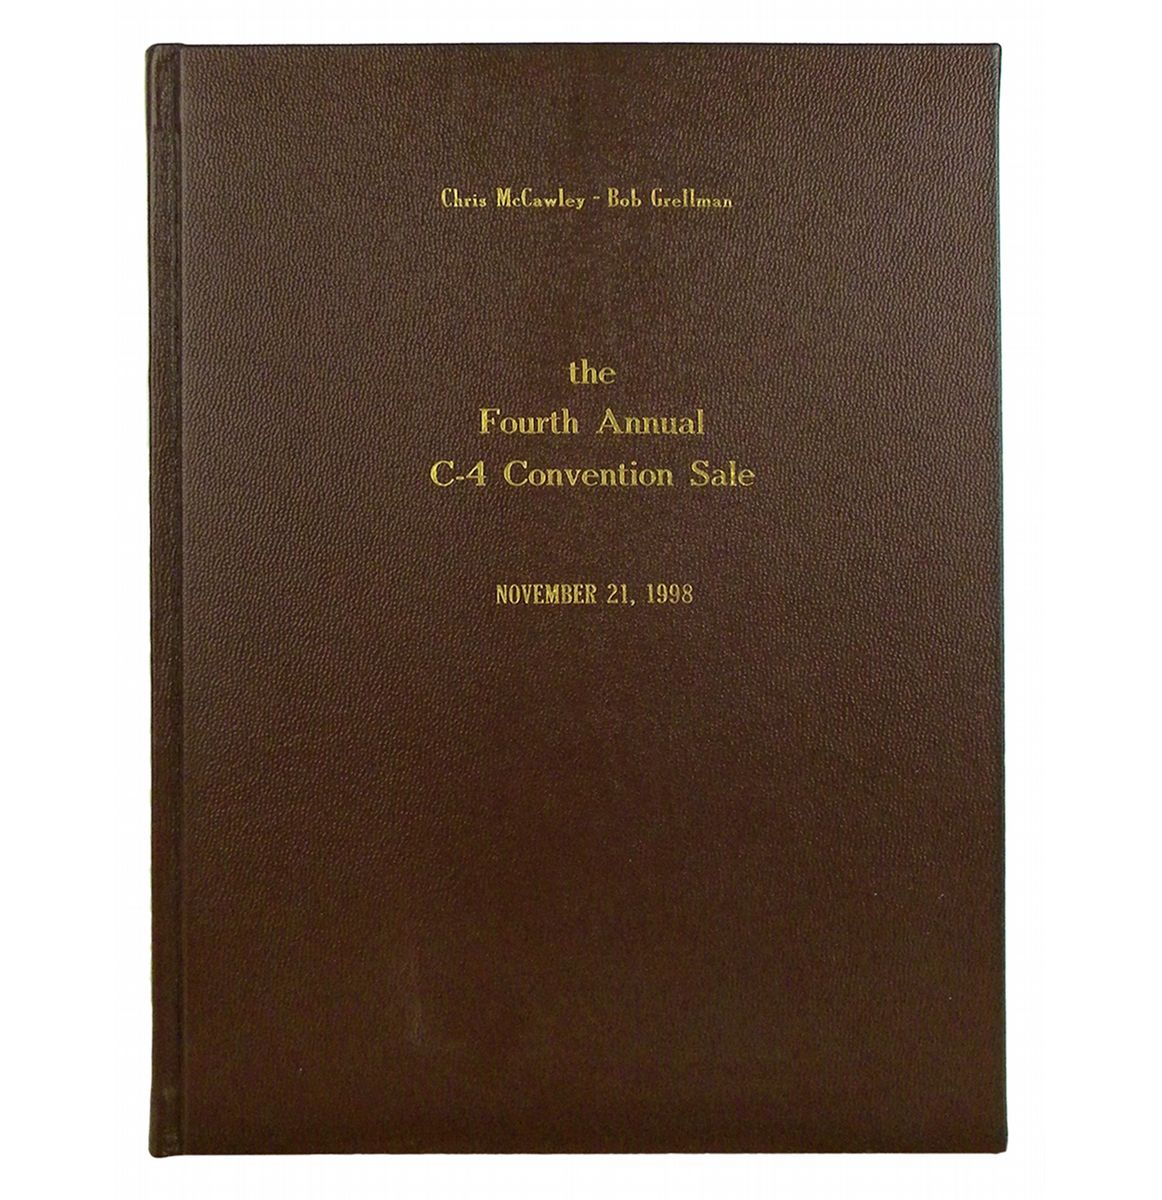 Chris McCawley - Bob Grellman
the
Fourth Annual
C-4 Convention Sale
NOVEMBER 21, 1998